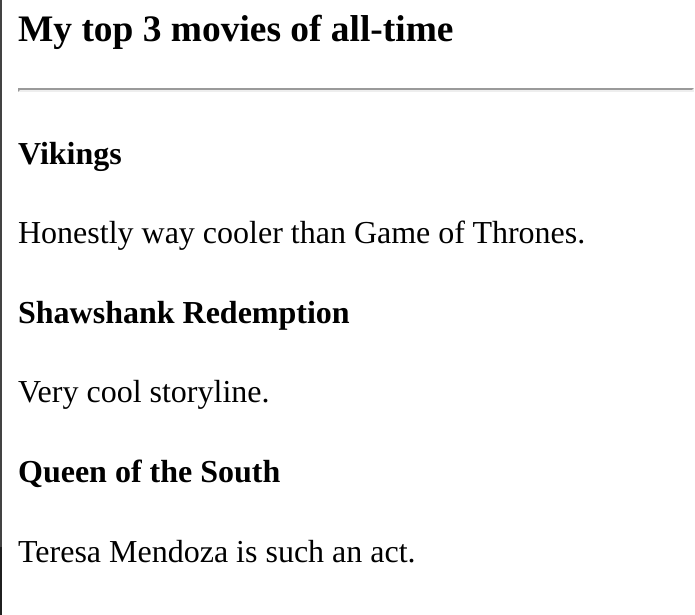 My top 3 movies of all-time
Vikings
Honestly way cooler than Game of Thrones.
Shawshank Redemption
Very cool storyline.
Queen of the South
Teresa Mendoza is such an act.